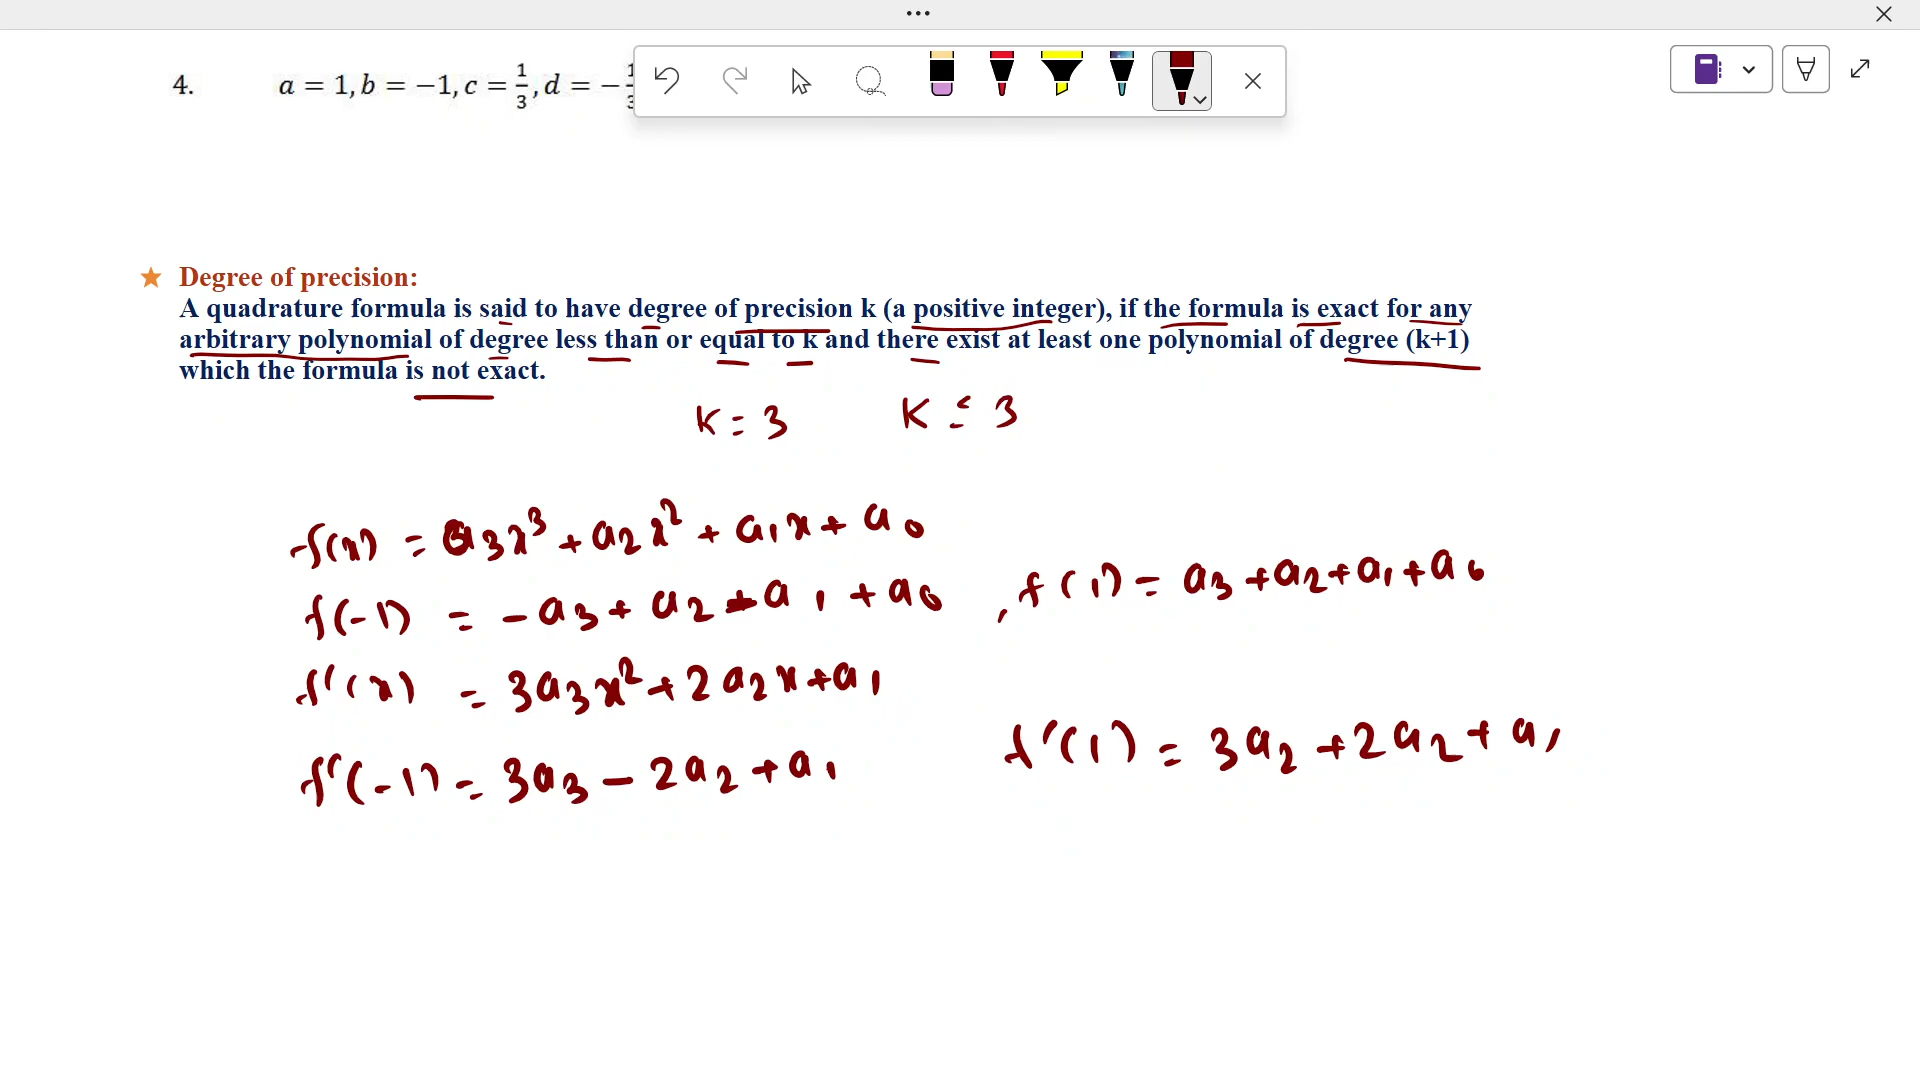 4. a = 1, b = −1, c = 1/3, d = −1/3
★ Degree of precision:
A quadrature formula is said to have degree of precision k (a positive integer), if the formula is exact for any
arbitrary polynomial of degree less than or equal to k and there exist at least one polynomial of degree (k+1)
which the formula is not exact.
K = 3 K ≤ 3
f(x) = a₃x³ + a₂x² + a₁x + a₀
f(-1) = -a₃ + a₂ - a₁ + a₀ , f(1) = a₃ + a₂ + a₁ + a₀
f'(x) = 3a₃x² + 2a₂x + a₁
f'(-1) = 3a₃ - 2a₂ + a₁ f'(1) = 3a₂ + 2a₂ + a₁